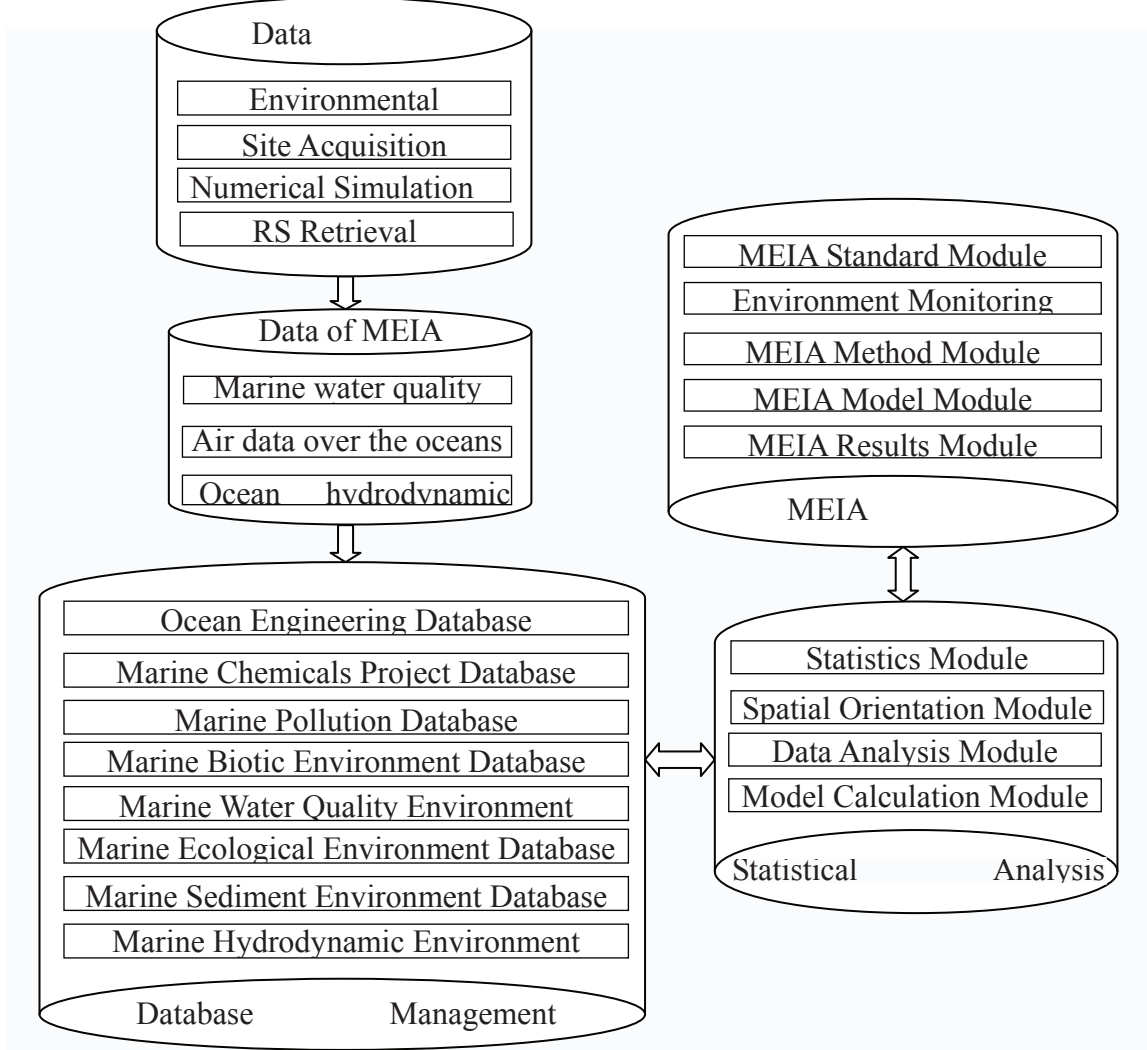 Data
Environmental
Site Acquisition
Numerical Simulation
RS Retrieval
Data of MEIA
Marine water quality
Air data over the oceans
Ocean hydrodynamic
Ocean Engineering Database
Marine Chemicals Project Database
Marine Pollution Database
Marine Biotic Environment Database
Marine Water Quality Environment
Marine Ecological Environment Database
Marine Sediment Environment Database
Marine Hydrodynamic Environment
Database Management
MEIA Standard Module
Environment Monitoring
MEIA Method Module
MEIA Model Module
MEIA Results Module
MEIA
Statistics Module
Spatial Orientation Module
Data Analysis Module
Model Calculation Module
Statistical Analysis